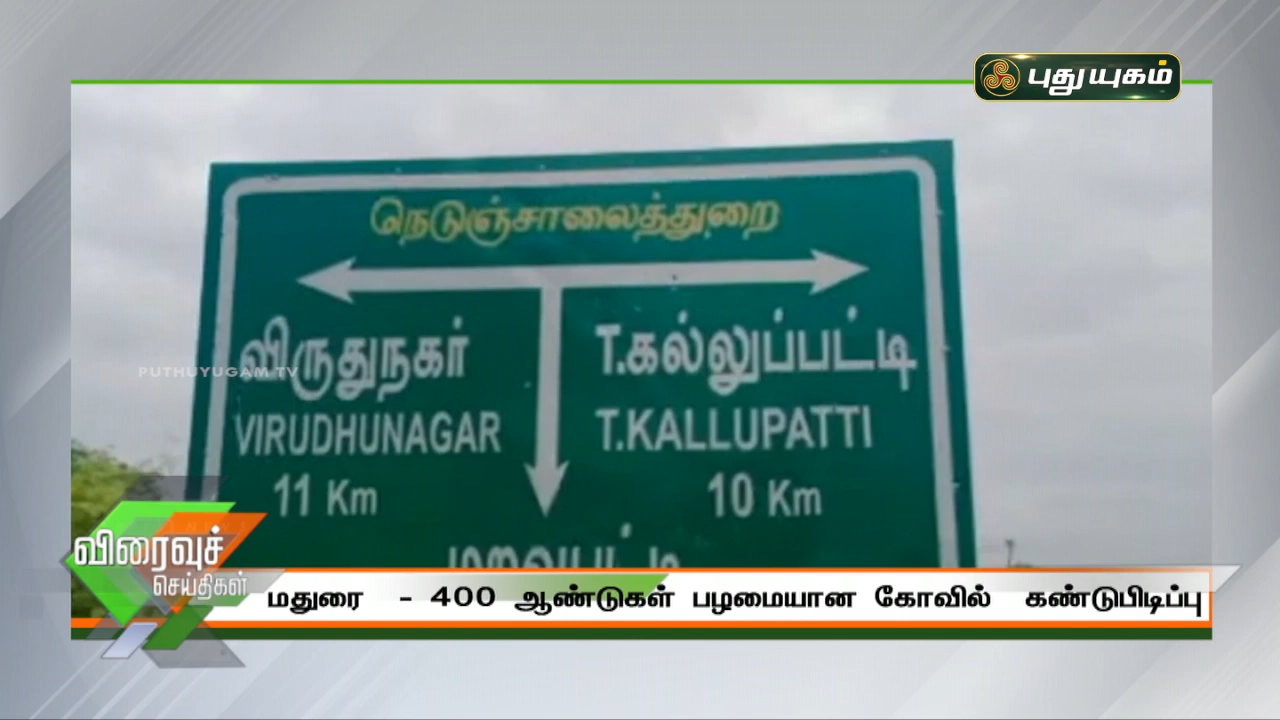 புதுயுகம்
நெடுஞ்சாலைத்துறை
விருதுநகர்
VIRUDHUNAGAR
11 Km
T.கல்லுப்பட்டி
T.KALLUPATTI
10 Km
PUTHUYUGAM TV
விரைவுச்
செய்திகள்
மதுரை - 400 ஆண்டுகள் பழமையான கோவில் கண்டுபிடிப்பு